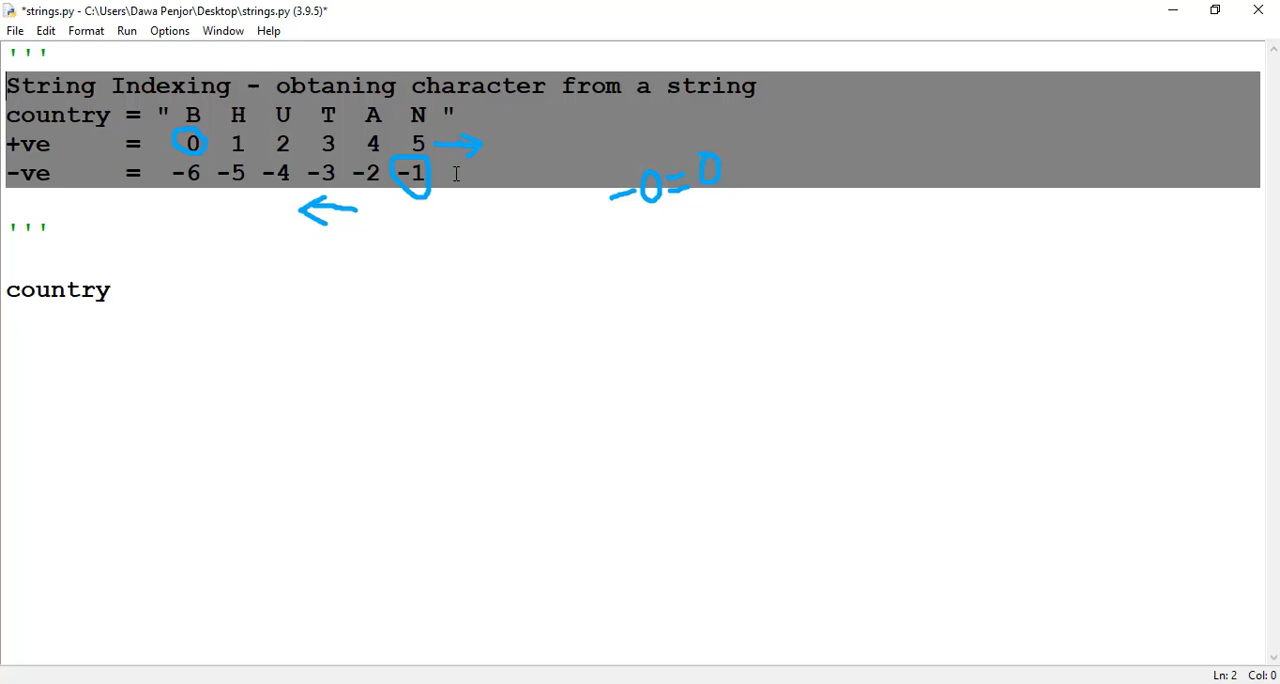 *strings.py - C:\Users\Dawa Penjor\Desktop\strings.py (3.9.5)*
File Edit Format Run Options Window Help
'''
String Indexing - obtaning character from a string
country = " B H U T A N "
+ve = 0 1 2 3 4 5
-ve = -6 -5 -4 -3 -2 -1
-0=0
'''
country
Ln: 2 Col: 0